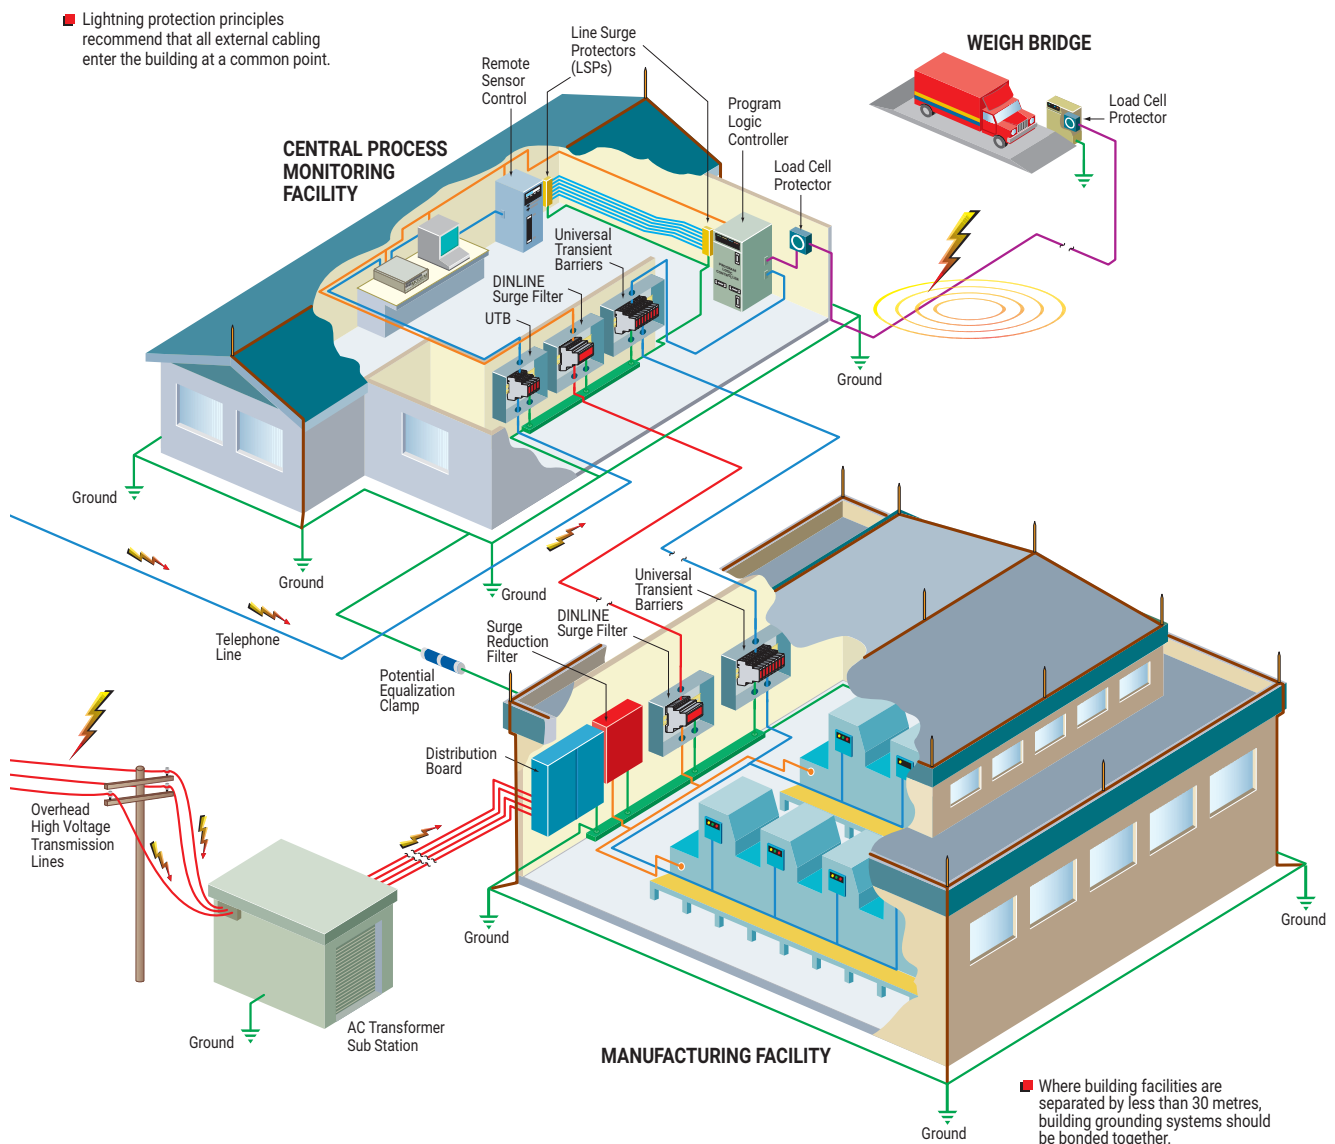 Lightning protection principles
recommend that all external cabling
enter the building at a common point.
Line Surge
Protectors
(LSPs)
Remote
Sensor
Control
Program
Logic
Controller
Load Cell
Protector
WEIGH BRIDGE
Load Cell
Protector
CENTRAL PROCESS
MONITORING
FACILITY
Universal
Transient
Barriers
DINLINE
Surge Filter
UTB
Ground
Ground
Ground
Ground
Telephone
Line
Potential
Equalization
Clamp
Universal
Transient
Barriers
DINLINE
Surge Filter
Surge
Reduction
Filter
Distribution
Board
Overhead
High Voltage
Transmission
Lines
Ground
Ground
Ground
AC Transformer
Sub Station
MANUFACTURING FACILITY
Ground
Where building facilities are
separated by less than 30 metres,
building grounding systems should
be bonded together.